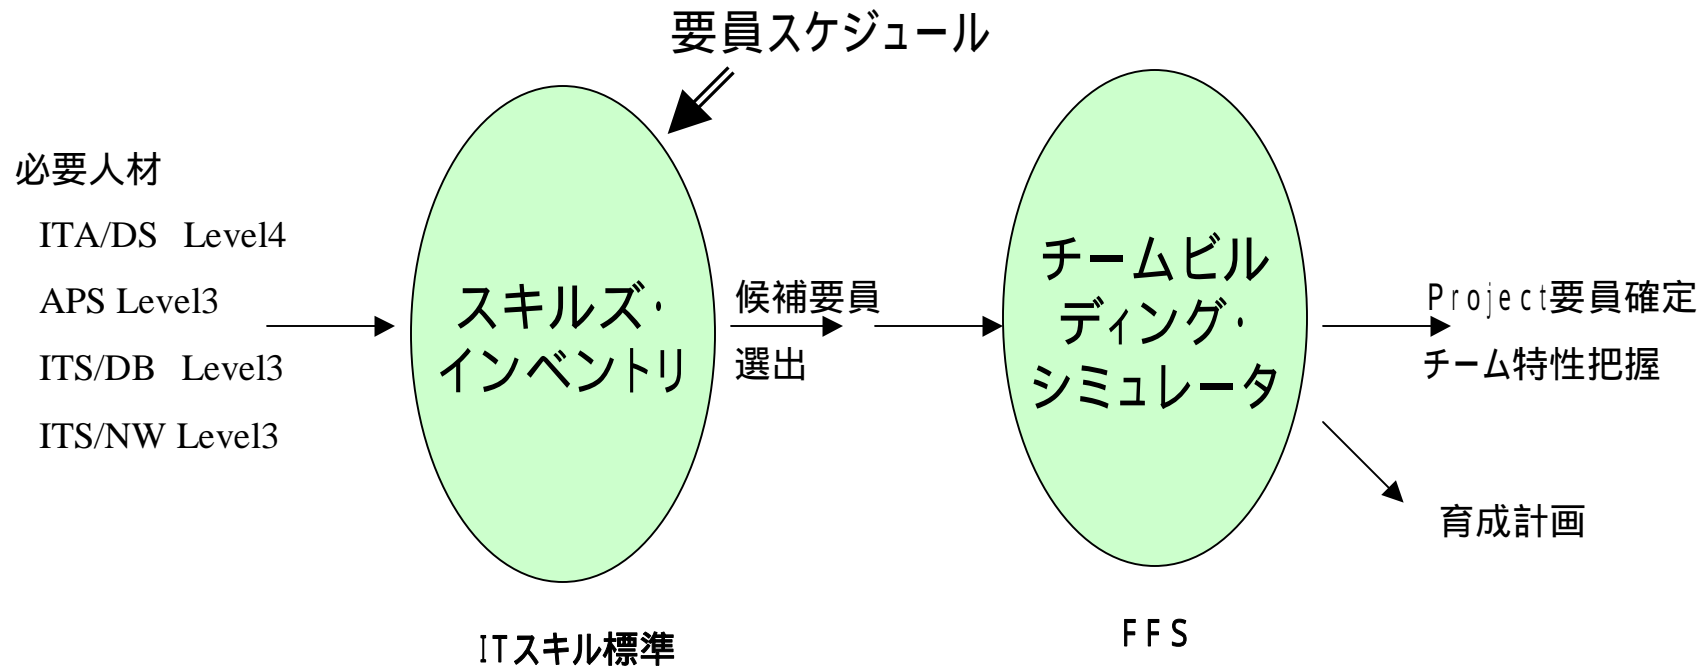 要員スケジュール
必要人材
ITA/DS Level4
APS Level3
ITS/DB Level3
ITS/NW Level3
スキルズ・
インベントリ
候補要員
選出
チームビル
ディング・
シミュレータ
Project要員確定
チーム特性把握
育成計画
ITスキル標準
FFS